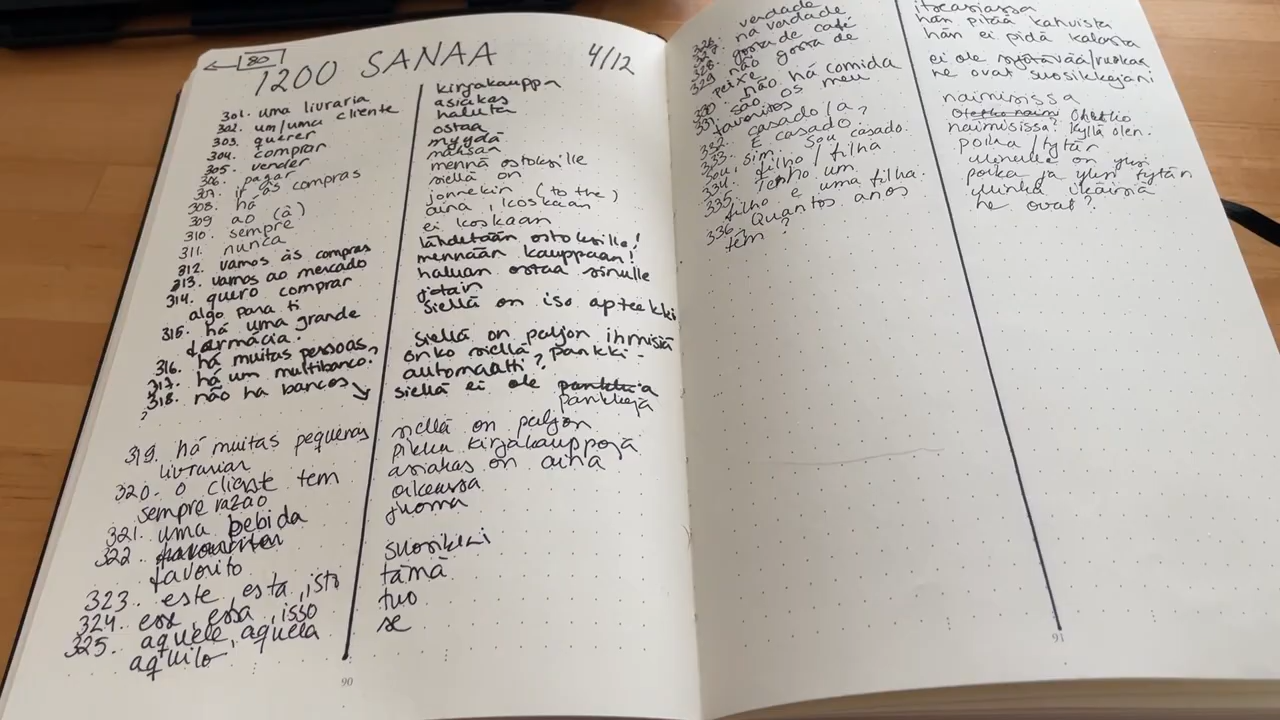 80
1200 SANAA 4/12
301. uma livraria
302. um/uma cliente
303. querer
304. comprar
305. vender
306. pagar
307. ir às compras
308. há
309 ao (à)
310. sempre
311. nunca
312. vamos às compras
313. vamos ao mercado
314. quero comprar
algo para ti
315. há uma grande
farmácia.
316. há muitas persoas
317. há um multibanco?
318. não ha bancos
?
319. há muitas pequenas
livrarias
320. o cliente tem
sempre razão
321. uma bebida
322
favorito
323. este, esta, isto
324. esse, essa, isso
325. aquele, aquela
aquilo
kirjakauppa
asiakas
haluta
ostaa
myydä
maksan
mennä ostoksille
siellä on
jonnekin (to the)
aina, koskaan
ei koskaan
lähdetään ostoksille!
mennään kauppaan!
haluan ostaa sinulle
jotain
siellä on iso apteekki
siellä on paljon ihmisiä
onko siellä pankki-
automaatti?
siellä ei ole
pankkeja
siellä on paljon
pikku kirjakauppoja
asiakas on aina
oikeassa
juoma
suosikki
tämä
tuo
se
90
verdade
326. na verdade
327. gosta de café
328. não gosta de
329 peixe
330. não há comida
331. são os meu
favoritos
332. casado/a
333. É casado?
sim. Sou casado.
334. filho / filha
335. Tenho um
filho e uma filha.
336. Quantos anos
têm?
itseasiassa
hän pitää kahvista
hän ei pidä kalasta
ei ole ruokaa
ne ovat suosikkejani
naimisissa
Oletko
naimisissa? Kyllä olen.
poika / tytär
Minulla on yksi
poika ja yksi tytär
Minkä ikäisiä
he ovat?
91